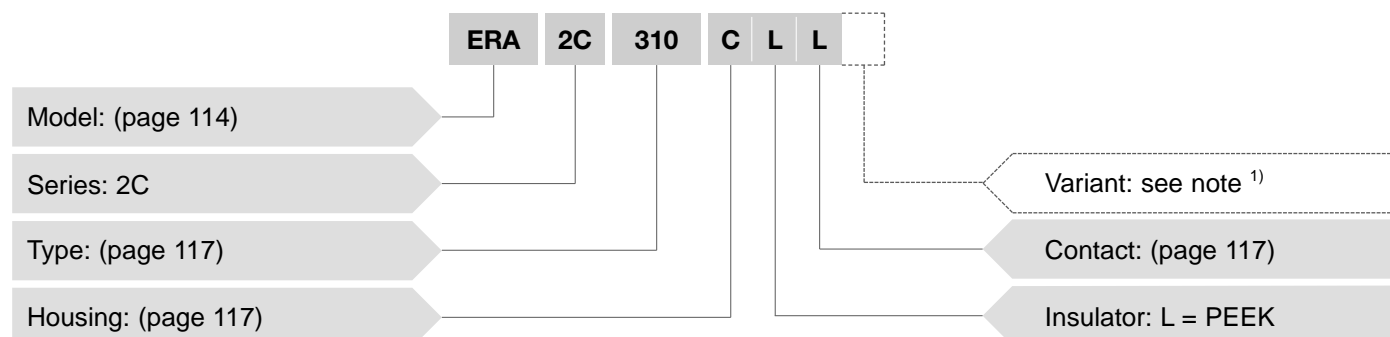 ERA 2C 310 C L L
Model: (page 114)
Series: 2C
Type: (page 117)
Housing: (page 117)
Variant: see note 1)
Contact: (page 117)
Insulator: L = PEEK